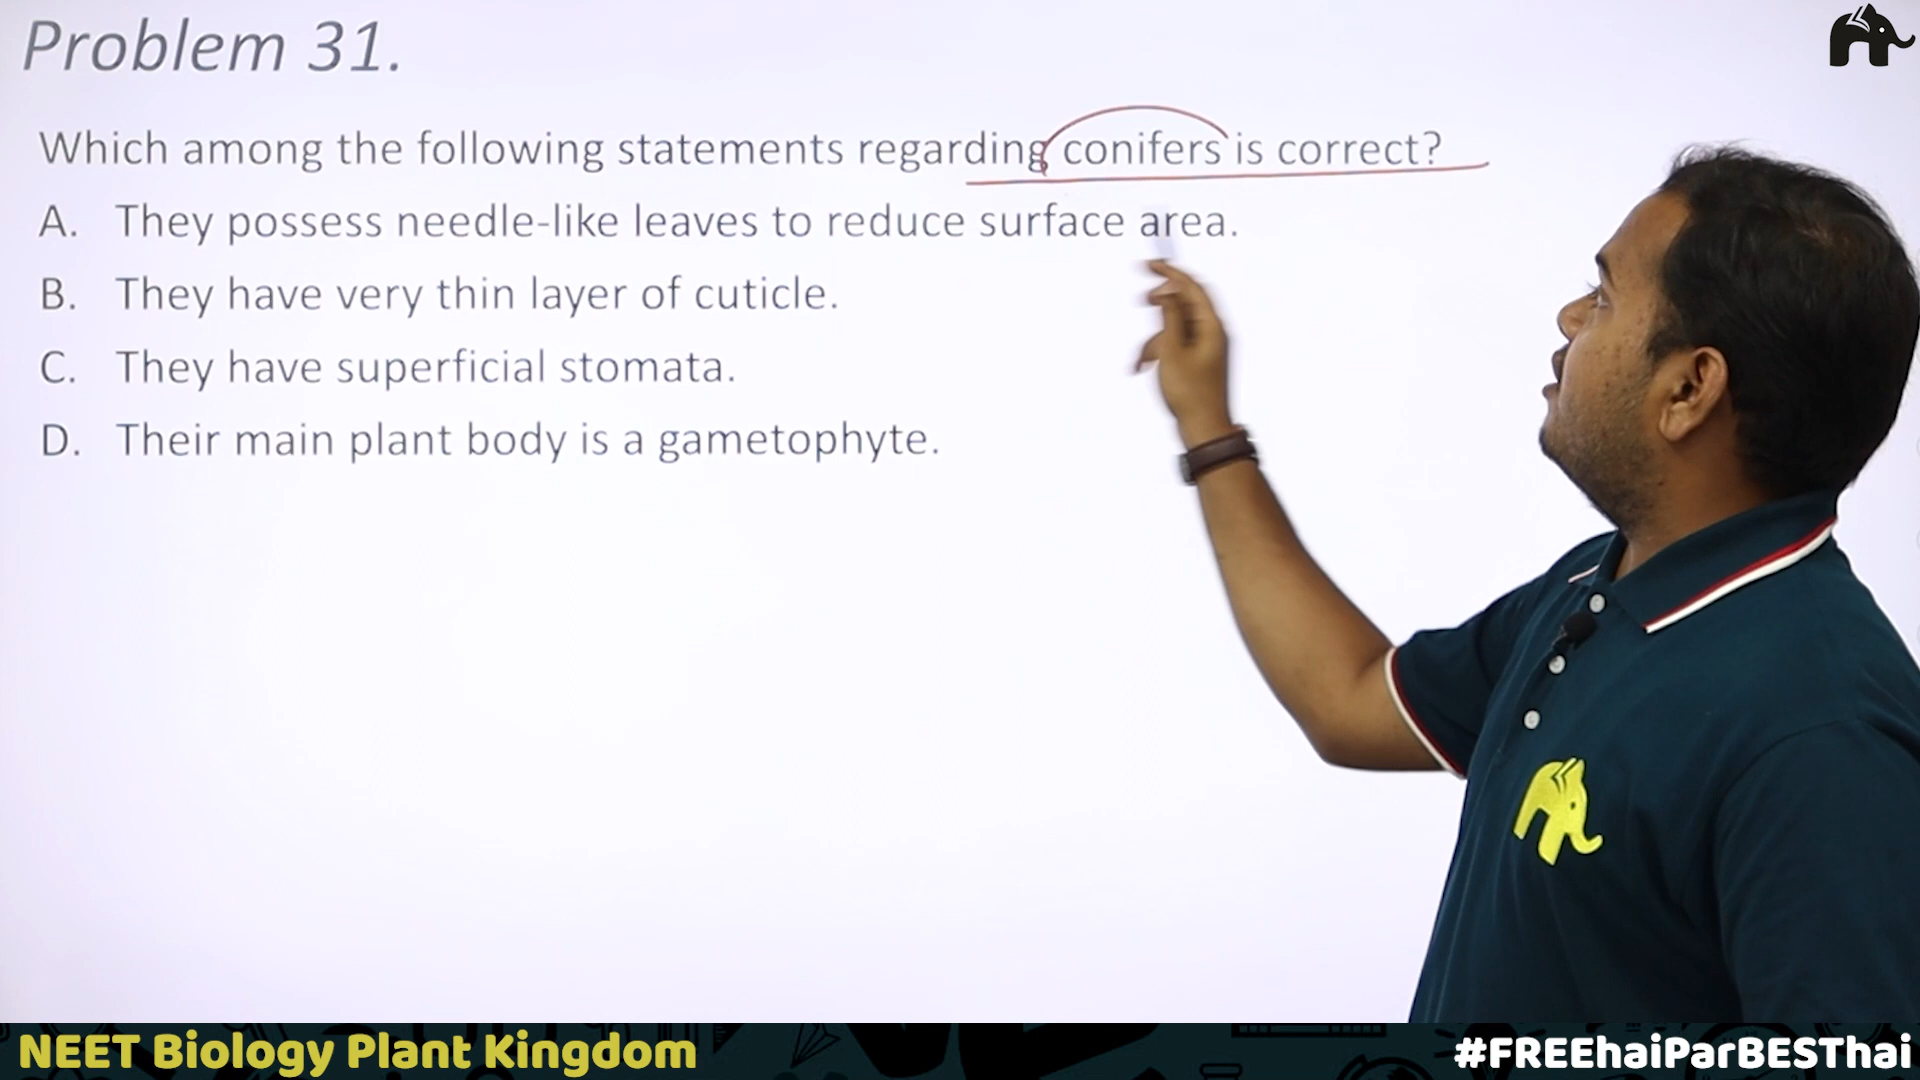 Problem 31.
Which among the following statements regarding conifers is correct?
A. They possess needle-like leaves to reduce surface area.
B. They have very thin layer of cuticle.
C. They have superficial stomata.
D. Their main plant body is a gametophyte.
NEET Biology Plant Kingdom
#FREEhaiParBESThai